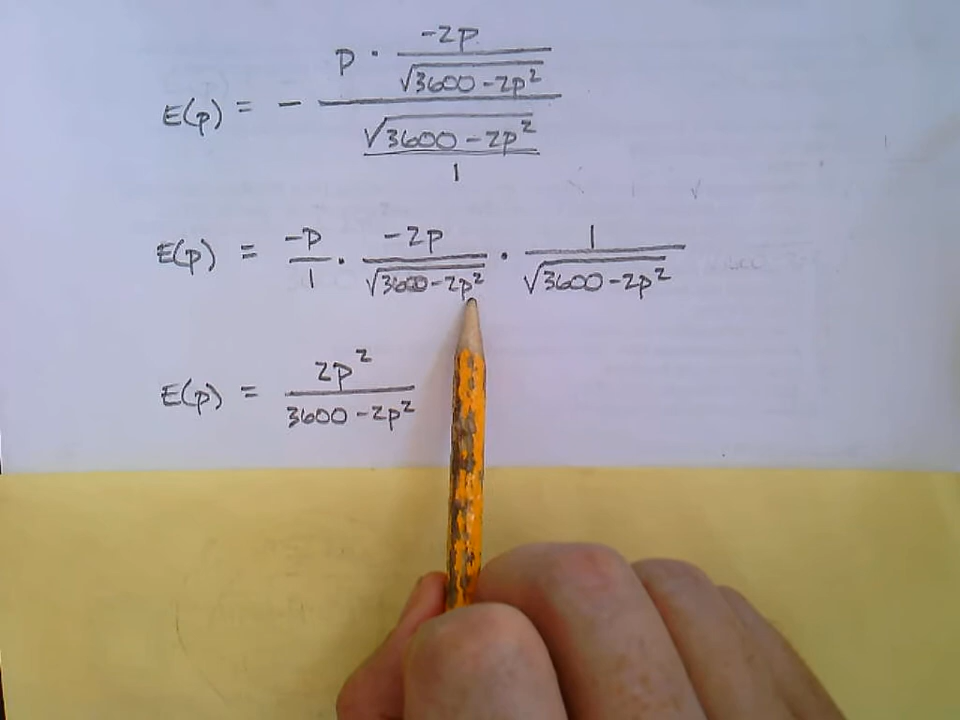 E(p) = - (p · (-2p / √(3600 - 2p²))) / (√(3600 - 2p²) / 1)
E(p) = -p/1 · -2p/√(3600 - 2p²) · 1/√(3600 - 2p²)
E(p) = 2p² / (3600 - 2p²)